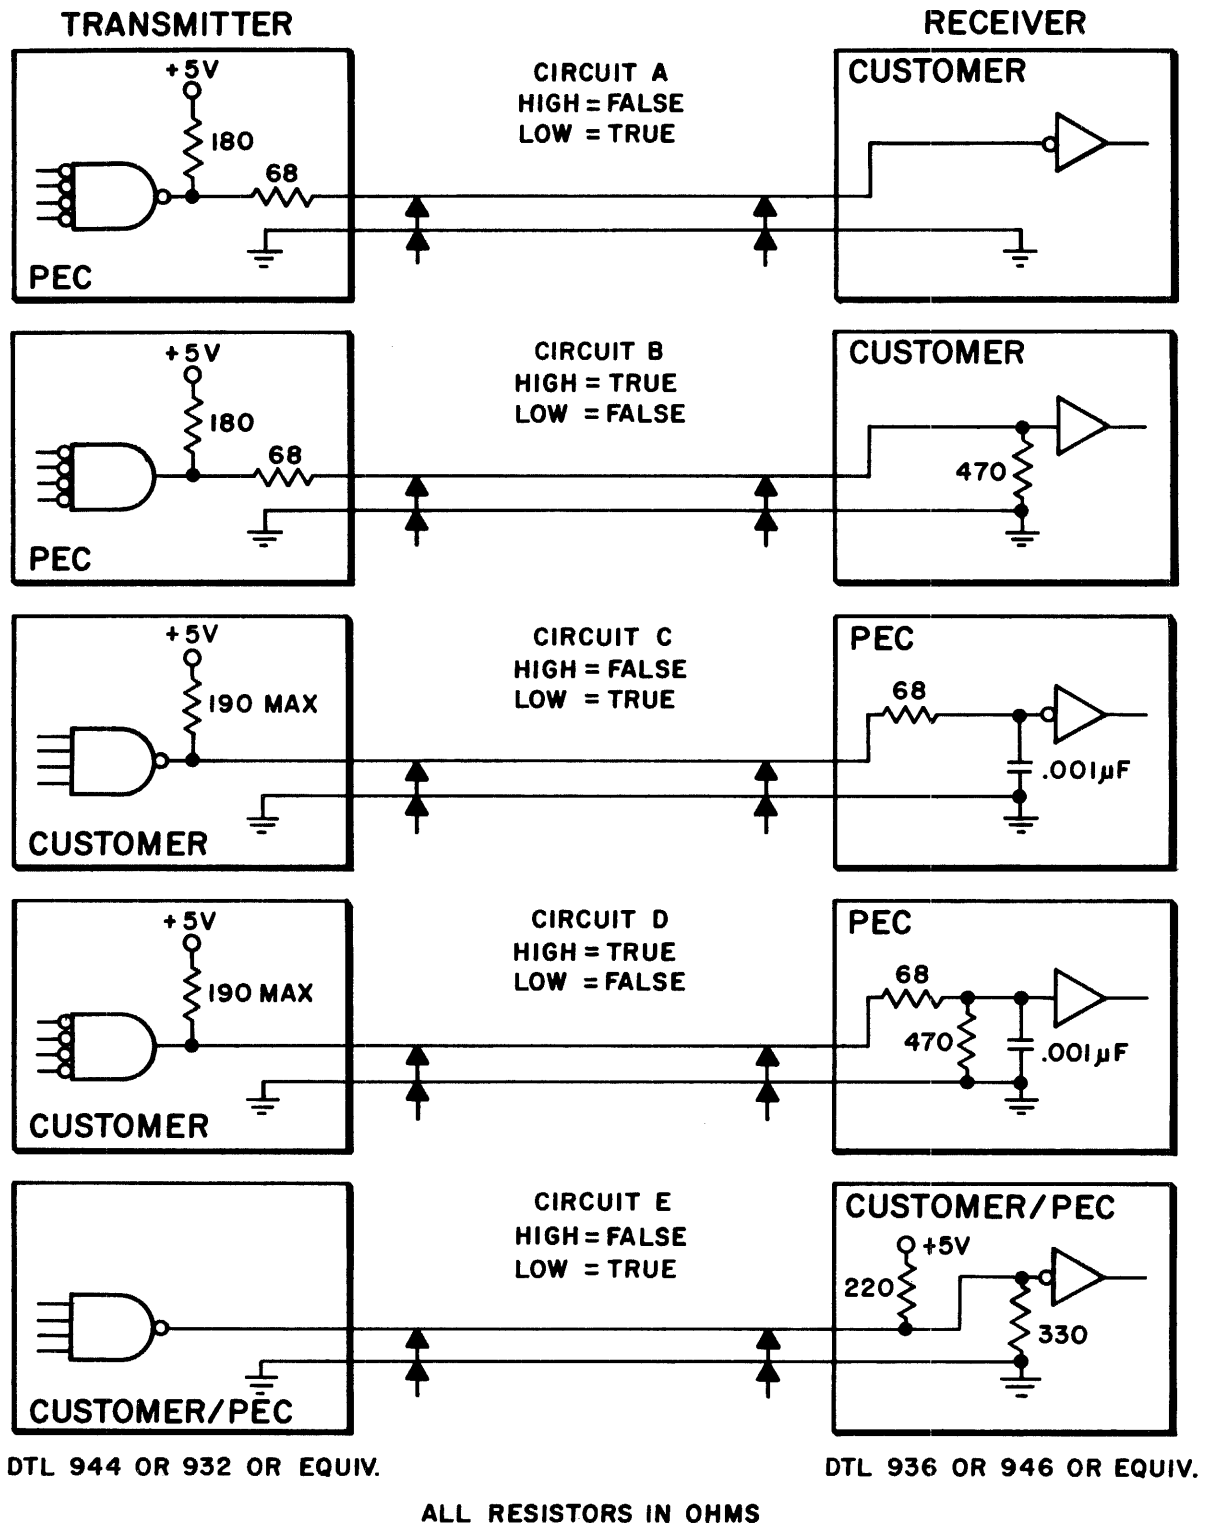 TRANSMITTER
RECEIVER
+5V
180
68
PEC
CIRCUIT A
HIGH = FALSE
LOW = TRUE
CUSTOMER
+5V
180
68
PEC
CIRCUIT B
HIGH = TRUE
LOW = FALSE
CUSTOMER
470
+5V
190 MAX
CUSTOMER
CIRCUIT C
HIGH = FALSE
LOW = TRUE
PEC
68
.001µF
+5V
190 MAX
CUSTOMER
CIRCUIT D
HIGH = TRUE
LOW = FALSE
PEC
68
470
.001µF
CUSTOMER/PEC
CIRCUIT E
HIGH = FALSE
LOW = TRUE
CUSTOMER/PEC
+5V
220
330
DTL 944 OR 932 OR EQUIV.
DTL 936 OR 946 OR EQUIV.
ALL RESISTORS IN OHMS